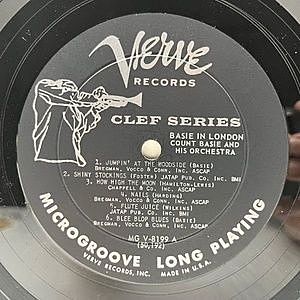 Verve
RECORDS
CLEF SERIES
BASIE IN LONDON
COUNT BASIE AND
HIS ORCHESTRA
1. JUMPIN' AT THE WOODSIDE (BASIE)
BREGMAN, VOCCO & CONN, INC. ASCAP
2. SHINY STOCKINGS (FOSTER) JATAP PUB. CO. INC. BMI
3. HOW HIGH THE MOON (HAMILTON-LEWIS)
CHAPPELL & CO. INC. ASCAP
4. NAILS (HARDING)
BREGMAN, VOCCO & CONN, INC. ASCAP
5. FLUTE JUICE (WILKINS)
JATAP PUB. CO. INC. BMI
6. BLEE BLOP BLUES (BASIE)
BREGMAN, VOCCO & CONN, INC. ASCAP
MG V-8199 A
(50,192)
MICROGROOVE LONG PLAYING
VERVE RECORDS, INC. MADE IN U.S.A.